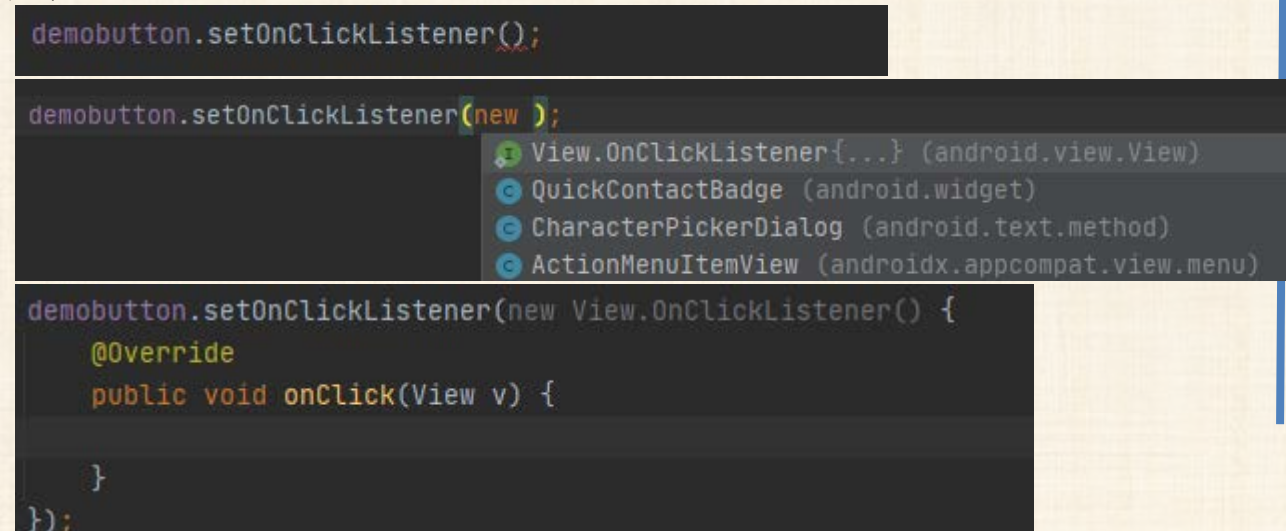 demobutton.setOnClickListener();
demobutton.setOnClickListener(new );
View.OnClickListener{...} (android.view.View)
QuickContactBadge (android.widget)
CharacterPickerDialog (android.text.method)
ActionMenuItemView (androidx.appcompat.view.menu)
demobutton.setOnClickListener(new View.OnClickListener() {
@Override
public void onClick(View v) {
}
});